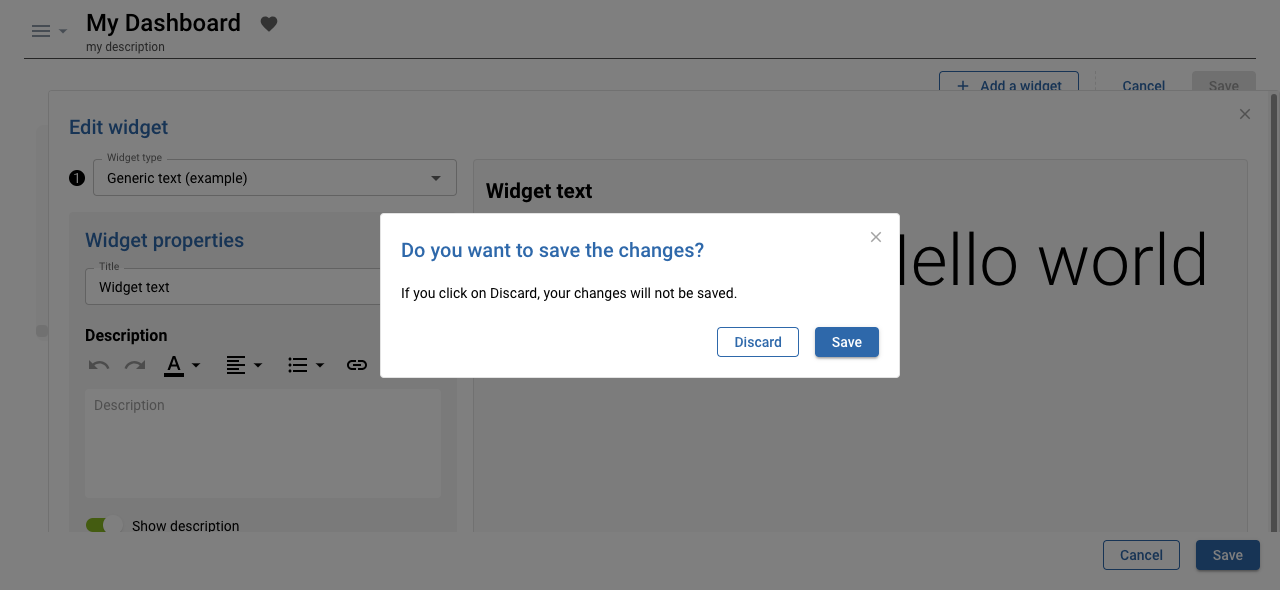 My Dashboard
my description
Add a widget Cancel Save
Edit widget
Widget type
1 Generic text (example)
Widget text
Widget properties
Title
Widget text
ello world
Do you want to save the changes?
If you click on Discard, your changes will not be saved.
Discard Save
Description
A
Description
Show description
Cancel Save